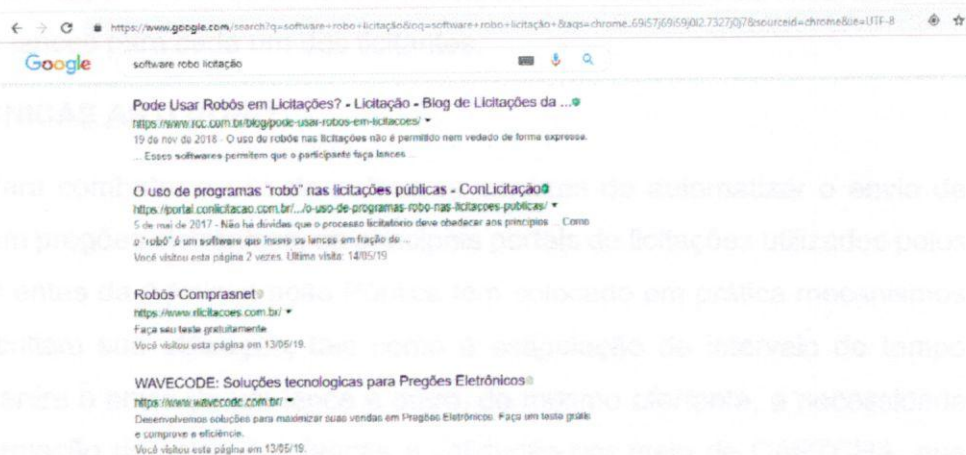 https://www.google.com/search?q=software+robo+licitação&oq=software+robo+licitação+&aqs=chrome..69i57j69i59j0l2.7327j0j7&sourceid=chrome&ie=UTF-8
Google
software robo licitação
Pode Usar Robôs em Licitações? - Licitação - Blog de Licitações da ...
https://www.rcc.com.br/blog/pode-usar-robos-em-licitacoes/
19 de nov de 2018 - O uso de robôs nas licitações não é permitido nem vedado de forma expressa.
... Esses softwares permitem que o participante faça lances ...
O uso de programas "robô" nas licitações públicas - ConLicitação
https://portal.conlicitacao.com.br/.../o-uso-de-programas-robo-nas-licitacoes-publicas/
5 de mai de 2017 - Não há dúvidas que o processo licitatório deve obedecer aos princípios ... Como
o "robô" é um software que insere os lances em fração de ...
Você visitou esta página 2 vezes. Última visita: 14/05/19
Robôs Comprasnet
https://www.rlicitacoes.com.br/
Faça seu teste gratuitamente
Você visitou esta página em 13/05/19.
WAVECODE: Soluções tecnologicas para Pregões Eletrônicos
https://www.wavecode.com.br/
Desenvolvemos soluções para maximizar suas vendas em Pregões Eletrônicos. Faça um teste grátis
e comprove a eficiência.
Você visitou esta página em 13/05/19.